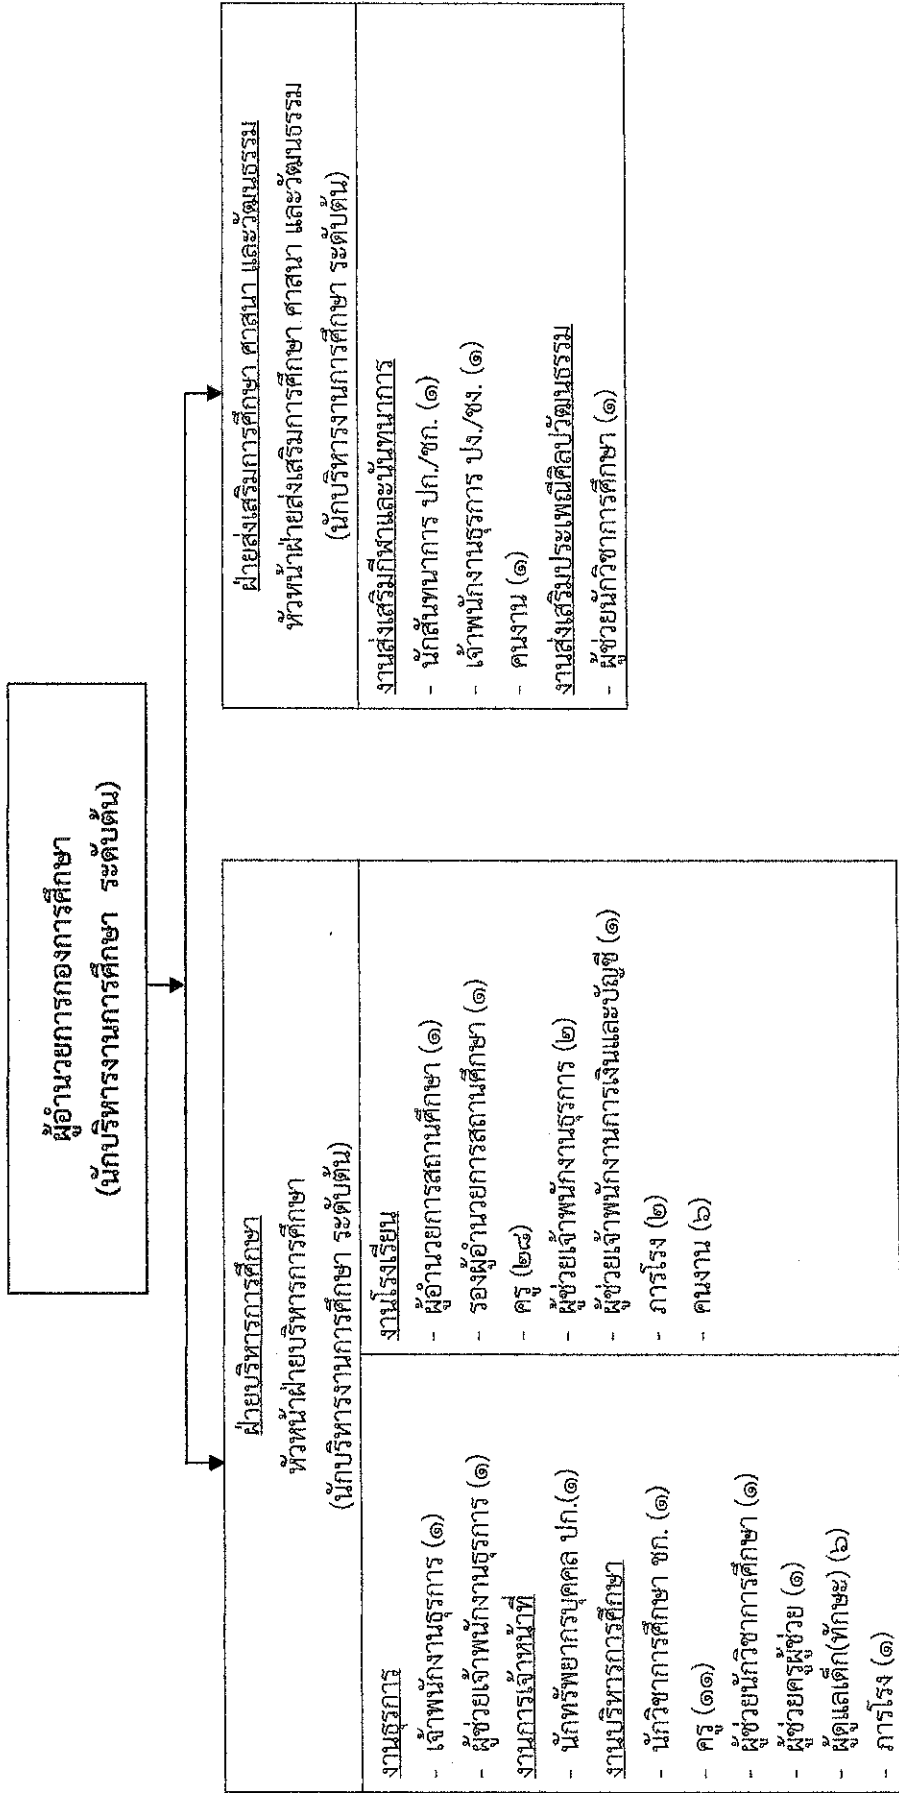 ผู้อำนวยการกองการศึกษา
(นักบริหารงานการศึกษา ระดับต้น)
ฝ่ายบริหารการศึกษา
หัวหน้าฝ่ายบริหารการศึกษา
(นักบริหารงานการศึกษา ระดับต้น)
งานธุรการ
- เจ้าพนักงานธุรการ (๑)
- ผู้ช่วยเจ้าพนักงานธุรการ (๑)
งานการเจ้าหน้าที่
- นักทรัพยากรบุคคล ปก.(๑)
งานบริหารการศึกษา
- นักวิชาการศึกษา ชก. (๑)
- ครู (๑๑)
- ผู้ช่วยนักวิชาการศึกษา (๑)
- ผู้ช่วยครูผู้ช่วย (๑)
- ผู้ดูแลเด็ก(ทักษะ) (๖)
- ภารโรง (๑)
งานโรงเรียน
- ผู้อำนวยการสถานศึกษา (๑)
- รองผู้อำนวยการสถานศึกษา (๑)
- ครู (๒๘)
- ผู้ช่วยเจ้าพนักงานธุรการ (๒)
- ผู้ช่วยเจ้าพนักงานการเงินและบัญชี (๑)
- ภารโรง (๒)
- คนงาน (๖)
ฝ่ายส่งเสริมการศึกษา ศาสนา และวัฒนธรรม
หัวหน้าฝ่ายส่งเสริมการศึกษา ศาสนา และวัฒนธรรม
(นักบริหารงานการศึกษา ระดับต้น)
งานส่งเสริมกีฬาและนันทนาการ
- นักสันทนาการ ปก./ชก. (๑)
- เจ้าพนักงานธุรการ ปง./ชง. (๑)
- คนงาน (๑)
งานส่งเสริมประเพณีศิลปวัฒนธรรม
- ผู้ช่วยนักวิชาการศึกษา (๑)